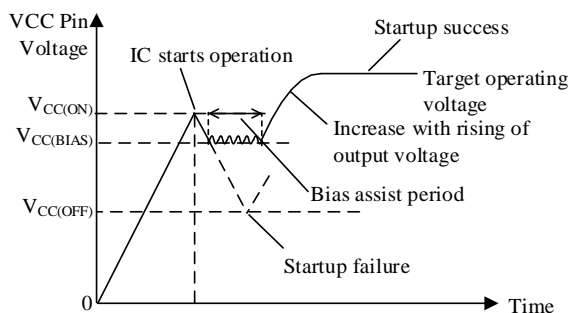 VCC Pin
Voltage
Startup success
IC starts operation
Target operating
voltage
VCC(ON)
Increase with rising of
output voltage
VCC(BIAS)
Bias assist period
VCC(OFF)
Startup failure
0
Time